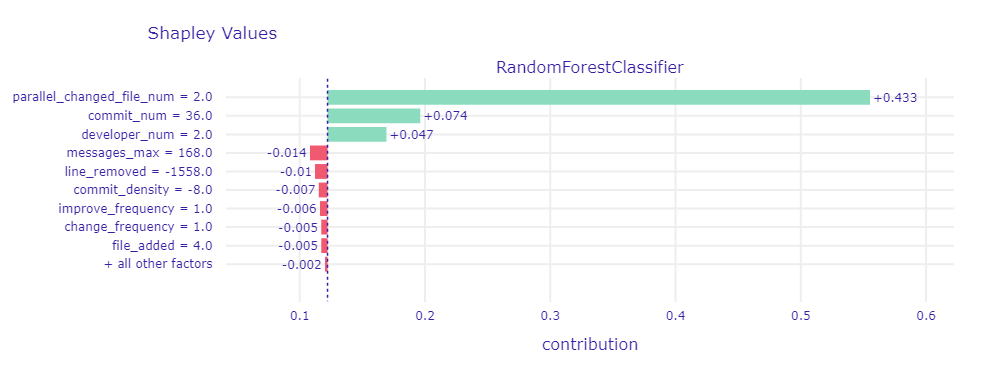 Shapley Values
RandomForestClassifier
parallel_changed_file_num = 2.0
+0.433
commit_num = 36.0
+0.074
developer_num = 2.0
+0.047
messages_max = 168.0
-0.014
line_removed = -1558.0
-0.01
commit_density = -8.0
-0.007
improve_frequency = 1.0
-0.006
change_frequency = 1.0
-0.005
file_added = 4.0
-0.005
+ all other factors
-0.002
0.1 0.2 0.3 0.4 0.5 0.6
contribution